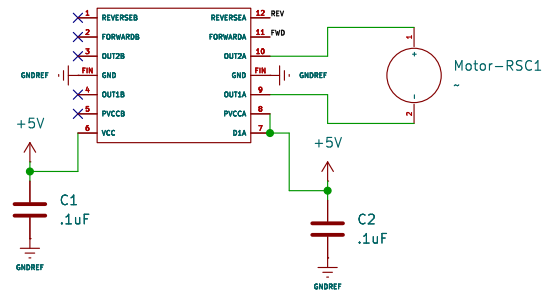 1 REVERSEB REVERSEA 12 REV
2 FORWARDB FORWARDA 11 FWD
3 OUT2B OUT2A 10
GNDREF FIN GND GND FIN GNDREF
4 OUT1B OUT1A 9
5 PVCCB PVCCA 8
6 VCC D1A 7
1
+
Motor-RSC1
~
-
2
+5V
+5V
C1
.1uF
GNDREF
C2
.1uF
GNDREF